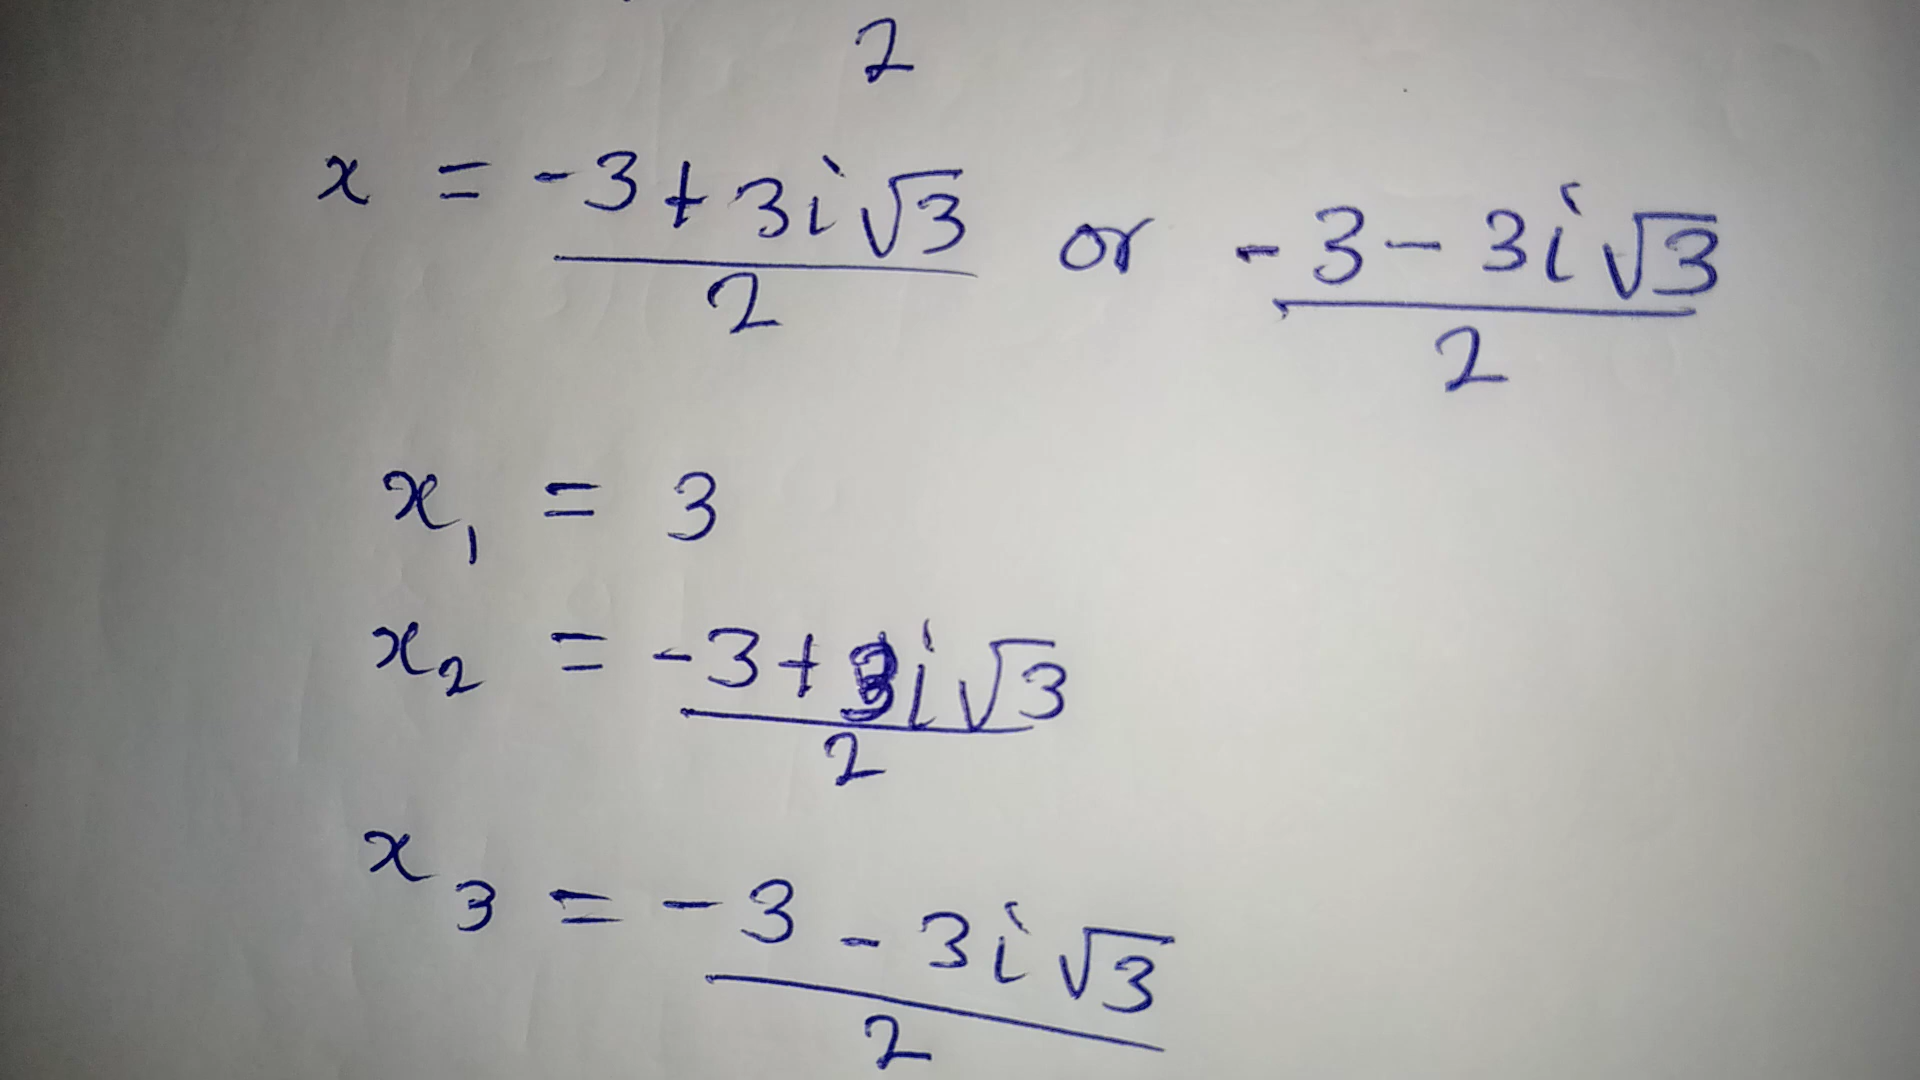 2
x = (-3 + 3i√3)/2 or (-3 - 3i√3)/2
x₁ = 3
x₂ = (-3 + 3i√3)/2
x₃ = (-3 - 3i√3)/2